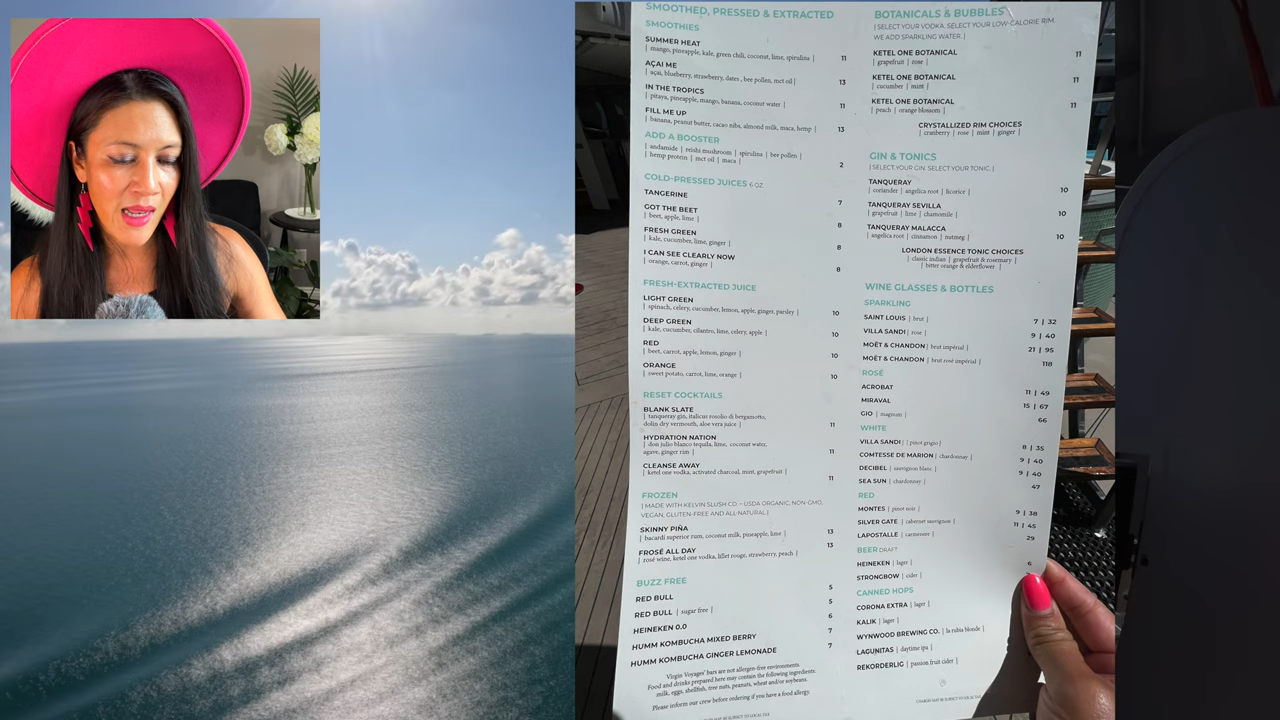 SMOOTHED, PRESSED & EXTRACTED
SMOOTHIES
SUMMER HEAT
| mango, pineapple, kale, green chili, coconut, lime, spirulina | 11
AÇAI ME
| açai, blueberry, strawberry, dates , bee pollen, mct oil | 13
IN THE TROPICS
| pitaya, pineapple, mango, banana, coconut water | 11
FILL ME UP
| banana, peanut butter, cacao nibs, almond milk, maca, hemp | 13
ADD A BOOSTER
| andamide | reishi mushroom | spirulina | bee pollen |
| hemp protein | mct oil | maca | 2
COLD-PRESSED JUICES 6 OZ.
TANGERINE 7
GOT THE BEET
| beet, apple, lime | 8
FRESH GREEN
| kale, cucumber, lime, ginger | 8
I CAN SEE CLEARLY NOW
| orange, carrot, ginger | 8
FRESH-EXTRACTED JUICE
LIGHT GREEN
| spinach, celery, cucumber, lemon, apple, ginger, parsley | 10
DEEP GREEN
| kale, cucumber, cilantro, lime, celery, apple | 10
RED
| beet, carrot, apple, lemon, ginger | 10
ORANGE
| sweet potato, carrot, lime, orange | 10
RESET COCKTAILS
BLANK SLATE
| tanqueray gin, italicus rosolio di bergamotto,
dolin dry vermouth, aloe vera juice | 11
HYDRATION NATION
| don julio blanco tequila, lime, coconut water,
agave, ginger rim | 11
CLEANSE AWAY
| ketel one vodka, activated charcoal, mint, grapefruit | 11
FROZEN
| MADE WITH KELVIN SLUSH CO. – USDA ORGANIC, NON-GMO,
VEGAN, GLUTEN-FREE AND ALL-NATURAL |
SKINNY PIÑA
| bacardi superior rum, coconut milk, pineapple, lime | 13
FROSÉ ALL DAY 13
| rosé wine, ketel one vodka, lillet rouge, strawberry, peach |
BUZZ FREE
RED BULL 5
RED BULL | sugar free | 5
HEINEKEN 0.0 6
HUMM KOMBUCHA MIXED BERRY 7
HUMM KOMBUCHA GINGER LEMONADE 7
Virgin Voyages' bars are not allergen-free environments.
Food and drinks prepared here may contain the following ingredients:
milk, eggs, shellfish, tree nuts, peanuts, wheat and/or soybeans.
Please inform our crew before ordering if you have a food allergy.
CHARGES MAY BE SUBJECT TO LOCAL TAX
BOTANICALS & BUBBLES
| SELECT YOUR VODKA. SELECT YOUR LOW-CALORIE RIM.
WE ADD SPARKLING WATER. |
KETEL ONE BOTANICAL 11
| grapefruit | rose |
KETEL ONE BOTANICAL 11
| cucumber | mint |
KETEL ONE BOTANICAL 11
| peach | orange blossom |
CRYSTALLIZED RIM CHOICES
| cranberry | rose | mint | ginger |
GIN & TONICS
| SELECT YOUR GIN. SELECT YOUR TONIC. |
TANQUERAY 10
| coriander | angelica root | licorice |
TANQUERAY SEVILLA 10
| grapefruit | lime | chamomile |
TANQUERAY MALACCA 10
| angelica root | cinnamon | nutmeg |
LONDON ESSENCE TONIC CHOICES
| classic indian | grapefruit & rosemary |
| bitter orange & elderflower |
WINE GLASSES & BOTTLES
SPARKLING
SAINT LOUIS | brut | 7 | 32
VILLA SANDI | rose | 9 | 40
MOËT & CHANDON | brut impérial | 21 | 95
MOËT & CHANDON | brut rosé impérial | 118
ROSÉ
ACROBAT 11 | 49
MIRAVAL 15 | 67
GIO | magnum | 66
WHITE
VILLA SANDI | | pinot grigio | 8 | 35
COMTESSE DE MARION | chardonnay | 9 | 40
DECIBEL | sauvignon blanc | 9 | 40
SEA SUN | chardonnay | 47
RED
MONTES | pinot noir | 9 | 38
SILVER GATE | cabernet sauvignon | 11 | 45
LAPOSTALLE | carmenere | 29
BEER DRAFT
HEINEKEN | lager | 6
STRONGBOW | cider |
CANNED HOPS
CORONA EXTRA | lager |
KALIK | lager |
WYNWOOD BREWING CO. | la rubia blonde |
LAGUNITAS | daytime ipa |
REKORDERLIG | passion fruit cider |
CHARGES MAY BE SUBJECT TO LOCAL TAX